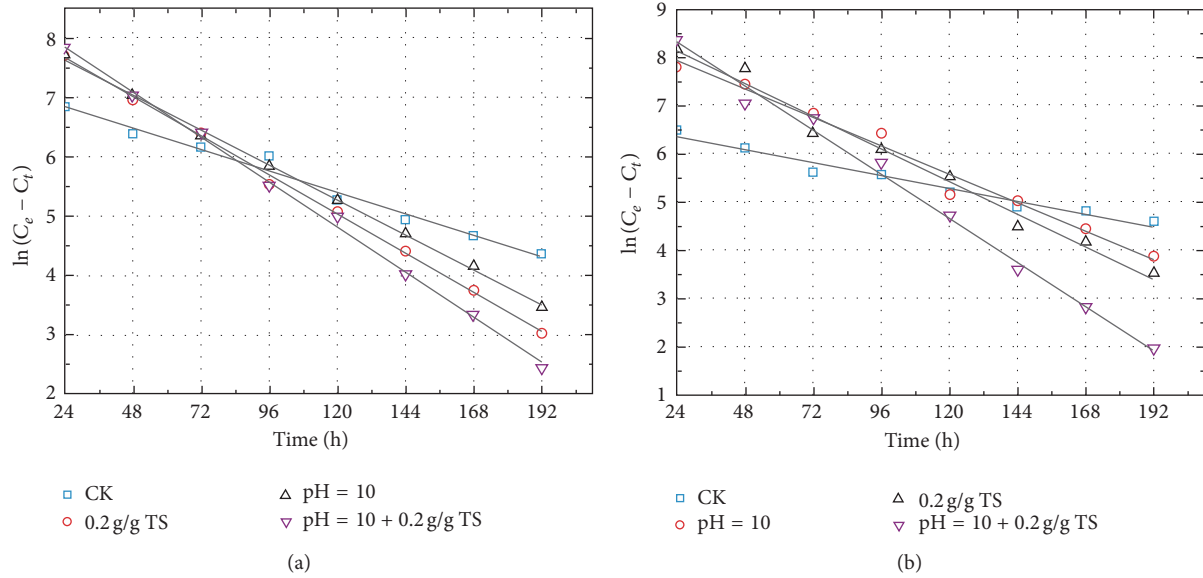 8
7
6
5
4
3
2
ln (Ce − Ct)
24 48 72 96 120 144 168 192
Time (h)
CK
pH = 10
0.2 g/g TS
pH = 10 + 0.2 g/g TS
(a)
9
8
7
6
5
4
3
2
1
ln (Ce − Ct)
24 48 72 96 120 144 168 192
Time (h)
CK
0.2 g/g TS
pH = 10
pH = 10 + 0.2 g/g TS
(b)